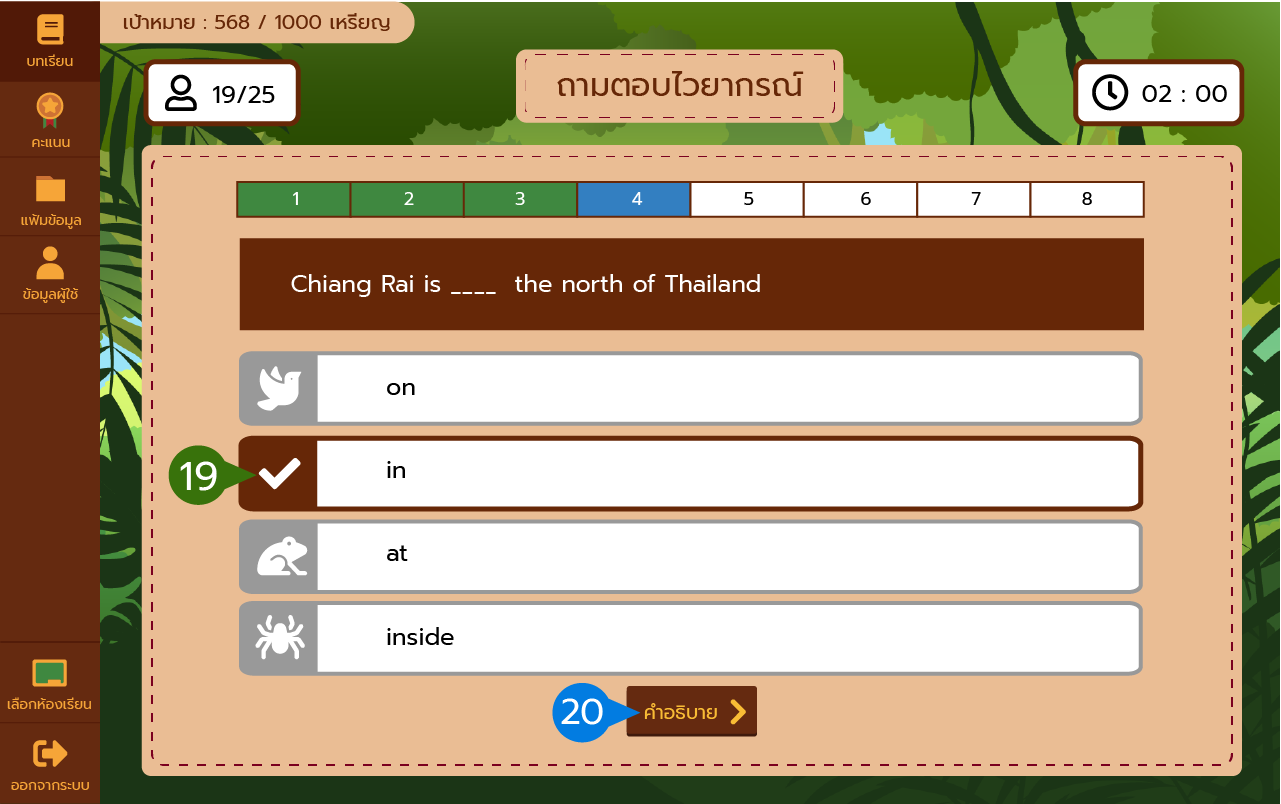 เป้าหมาย : 568 / 1000 เหรียญ
บทเรียน
คะแนน
แฟ้มข้อมูล
ข้อมูลผู้ใช้
เลือกห้องเรียน
ออกจากระบบ
19/25
ถามตอบไวยากรณ์
02 : 00
1 2 3 4 5 6 7 8
Chiang Rai is ____ the north of Thailand
on
19
in
at
inside
20
คำอธิบาย